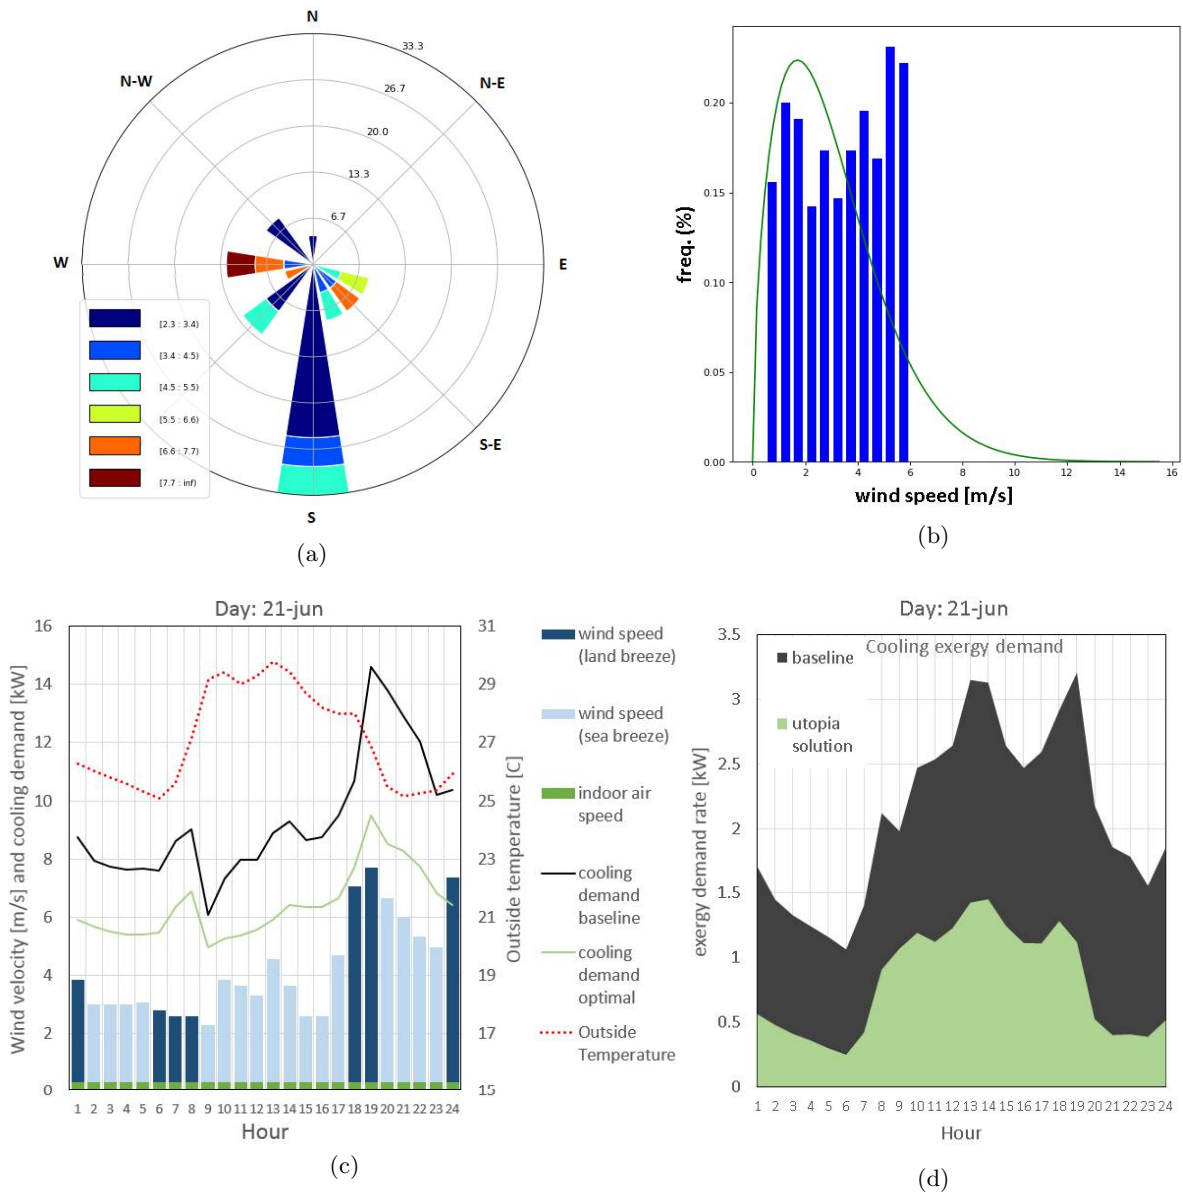 N
33.3
N-W
N-E
26.7
20.0
13.3
6.7
W
E
[2.3 : 3.4)
[3.4 : 4.5)
[4.5 : 5.5)
[5.5 : 6.6)
[6.6 : 7.7)
[7.7 : inf)
S-E
S
(a)
0.20
0.15
0.10
0.05
0.00
freq. (%)
0 2 4 6 8 10 12 14 16
wind speed [m/s]
(b)
Day: 21-jun
16
14
12
10
8
6
4
2
0
Wind velocity [m/s] and cooling demand [kW]
31
29
27
25
23
21
19
17
15
Outside temperature [C]
1 2 3 4 5 6 7 8 9 10 11 12 13 14 15 16 17 18 19 20 21 22 23 24
Hour
wind speed
(land breeze)
wind speed
(sea breeze)
indoor air
speed
cooling
demand
baseline
cooling
demand
optimal
Outside
Temperature
(c)
Day: 21-jun
Cooling exergy demand
baseline
utopia
solution
3.5
3
2.5
2
1.5
1
0.5
0
exergy demand rate [kW]
1 2 3 4 5 6 7 8 9 10 11 12 13 14 15 16 17 18 19 20 21 22 23 24
Hour
(d)